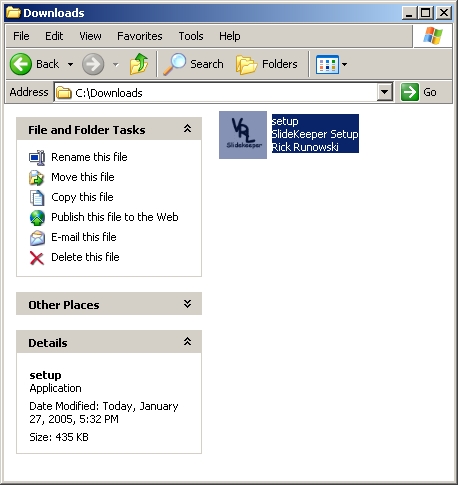 Downloads
File Edit View Favorites Tools Help
Back Search Folders
Address C:\Downloads Go
File and Folder Tasks
Rename this file
Move this file
Copy this file
Publish this file to the Web
E-mail this file
Delete this file
Other Places
Details
setup
Application
Date Modified: Today, January
27, 2005, 5:32 PM
Size: 435 KB
VRL
Slidekeeper
setup
SlideKeeper Setup
Rick Runowski